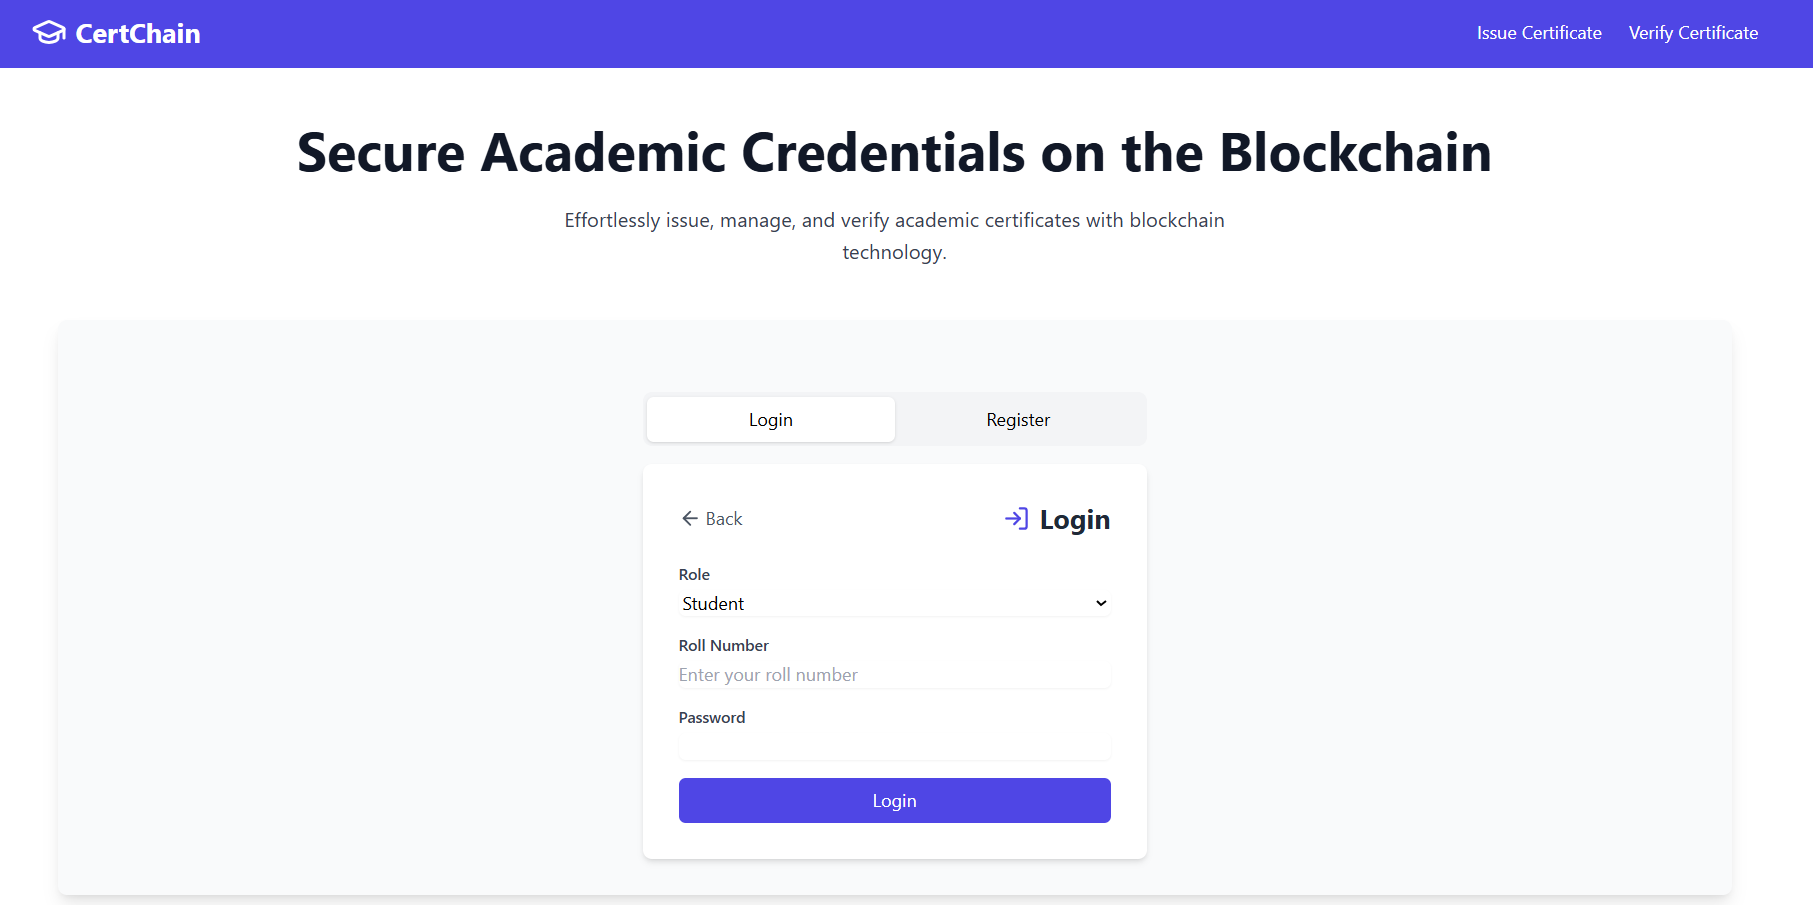 CertChain
Issue Certificate
Verify Certificate
Secure Academic Credentials on the Blockchain
Effortlessly issue, manage, and verify academic certificates with blockchain
technology.
Login
Register
Back
Login
Role
Student
Roll Number
Enter your roll number
Password
Login